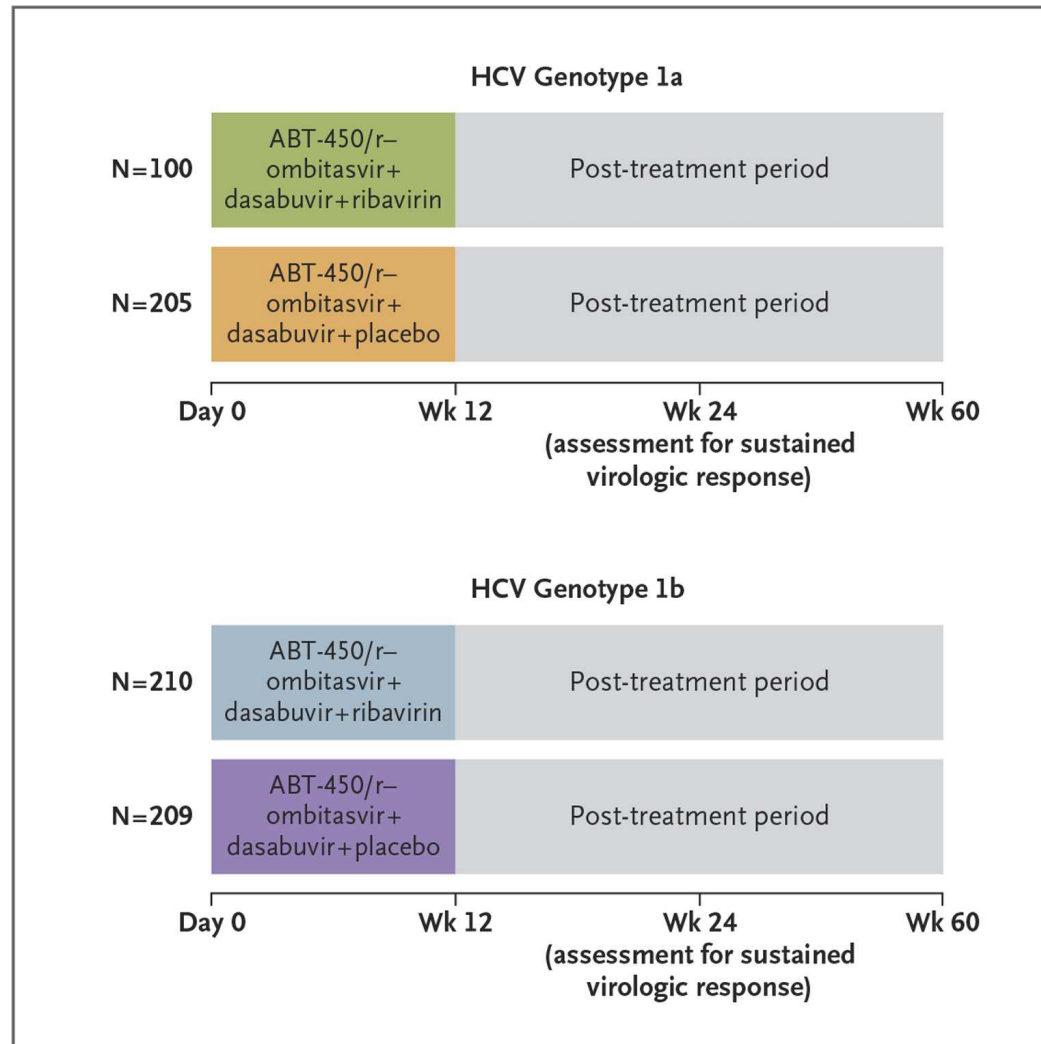 HCV Genotype 1a
N=100
ABT-450/r–
ombitasvir+
dasabuvir+ribavirin
Post-treatment period
N=205
ABT-450/r–
ombitasvir+
dasabuvir+placebo
Post-treatment period
Day 0 Wk 12 Wk 24 Wk 60
(assessment for sustained
virologic response)
HCV Genotype 1b
N=210
ABT-450/r–
ombitasvir+
dasabuvir+ribavirin
Post-treatment period
N=209
ABT-450/r–
ombitasvir+
dasabuvir+placebo
Post-treatment period
Day 0 Wk 12 Wk 24 Wk 60
(assessment for sustained
virologic response)